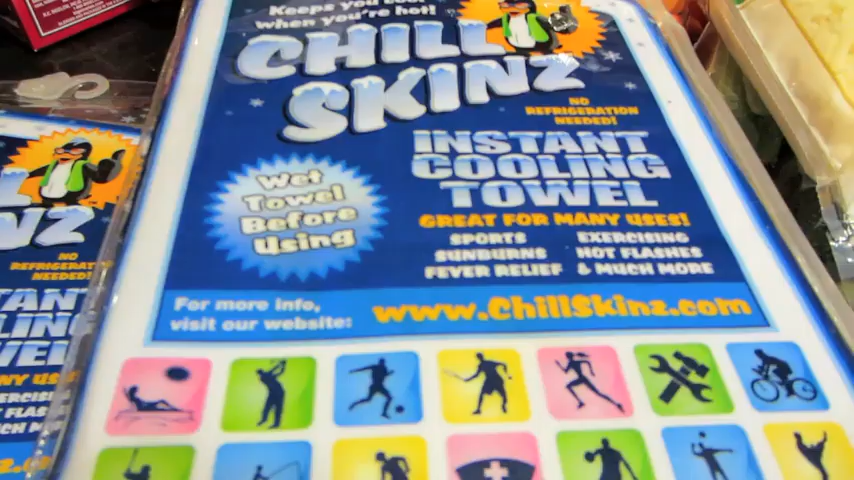 Keeps you cool
when you're hot!
CHILL
SKINZ
NO
REFRIGERATION
NEEDED!
INSTANT
COOLING
TOWEL
Wet
Towel
Before
Using
GREAT FOR MANY USES!
SPORTS EXERCISING
SUNBURNS HOT FLASHES
FEVER RELIEF & MUCH MORE
For more info,
visit our website:
www.ChillSkinz.com
NO
NEEDED!